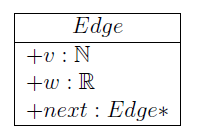 Edge
+v : ℕ
+w : ℝ
+next : Edge*